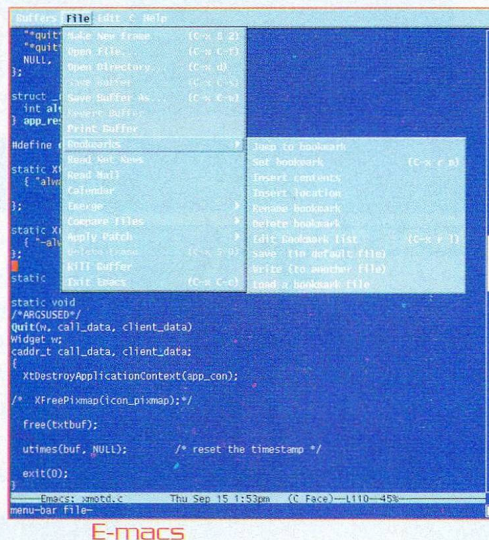 Buffers File Edit C Help
"*quit
"*quit
NULL,
};
struct _
int al
} app_res
#define
static Xt
{ "alwa
};
static X
{ "-al
};
static
Make New Frame (C-x 5 2)
Open File... (C-x C-f)
Open Directory... (C-x d)
Save Buffer (C-x C-s)
Save Buffer As... (C-x C-w)
Revert Buffer
Print Buffer
Bookmarks
Read Net News
Read Mail
Calendar
Emerge
Compare Files
Apply Patch
Delete Frame (C-x 5 0)
Kill Buffer
Exit Emacs (C-x C-c)
Jump to bookmark
Set bookmark (C-x r m)
Insert contents
Insert location
Rename bookmark
Delete bookmark
Edit Bookmark List (C-x r l)
Save (in default file)
Write (to another file)
Load a bookmark file
static void
/*ARGSUSED*/
Quit(w, call_data, client_data)
Widget w;
caddr_t call_data, client_data;
{
XtDestroyApplicationContext(app_con);
/* XFreePixmap(icon_pixmap);*/
free(txtbuf);
utimes(buf, NULL); /* reset the timestamp */
exit(0);
}
-----Emacs: xmotd.c Thu Sep 15 1:53pm (C Face)--L110--45%-----
menu-bar file-
E-macs